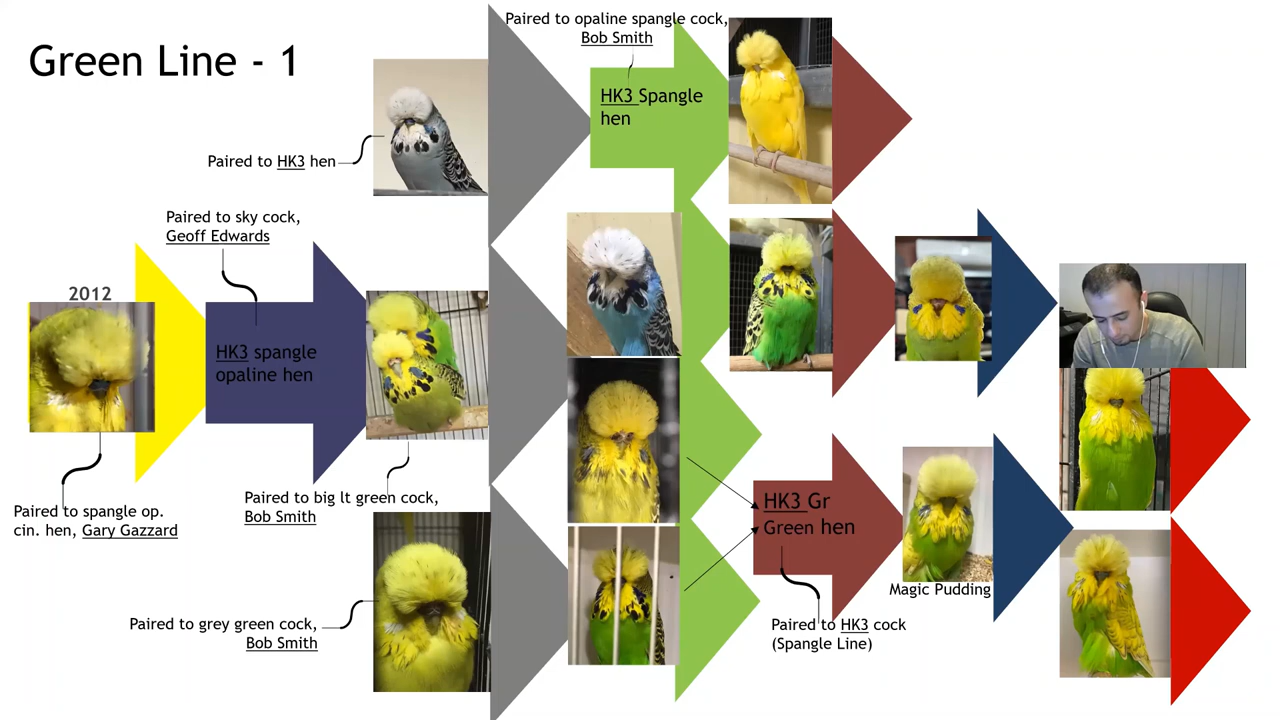 Green Line - 1
Paired to opaline spangle cock,
Bob Smith
HK3 Spangle
hen
Paired to HK3 hen
Paired to sky cock,
Geoff Edwards
2012
HK3 spangle
opaline hen
Paired to spangle op.
cin. hen, Gary Gazzard
Paired to big lt green cock,
Bob Smith
Paired to grey green cock,
Bob Smith
HK3 Gr
Green hen
Magic Pudding
Paired to HK3 cock
(Spangle Line)